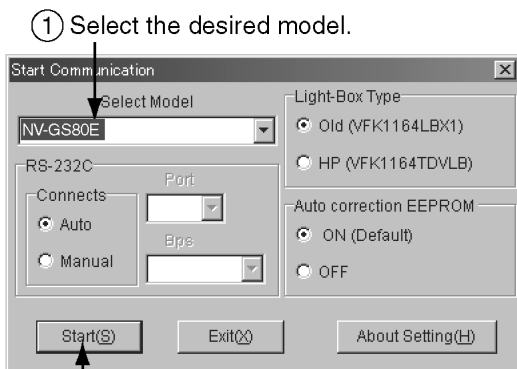 ① Select the desired model.
Start Communication
Select Model
NV-GS80E
Light-Box Type
Old (VFK1164LBX1)
HP (VFK1164TDVLB)
RS-232C
Connects
Auto
Manual
Port
Bps
Auto correction EEPROM
ON (Default)
OFF
Start(S) Exit(X) About Setting(H)